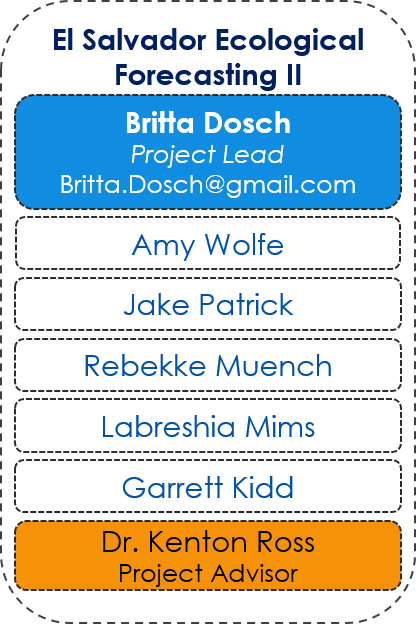 El Salvador Ecological
Forecasting II
Britta Dosch
Project Lead
Britta.Dosch@gmail.com
Amy Wolfe
Jake Patrick
Rebekke Muench
Labreshia Mims
Garrett Kidd
Dr. Kenton Ross
Project Advisor